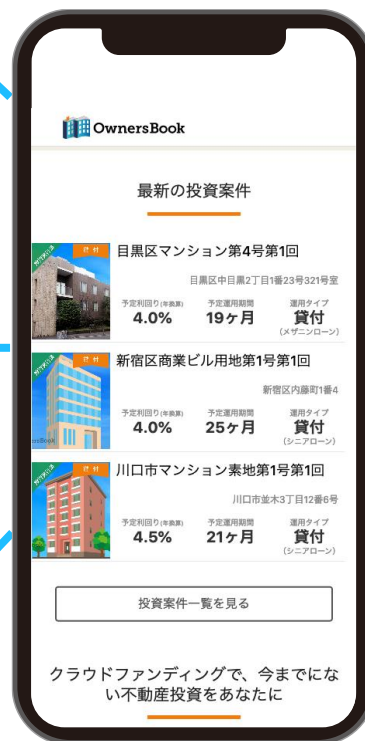 OwnersBook
最新の投資案件
貸 付
目黒区マンション第4号第1回
目黒区中目黒2丁目1番23号321号室
予定利回り(年換算) 予定運用期間 運用タイプ
4.0% 19ヶ月 貸付
(メザニンローン)
貸 付
新宿区商業ビル用地第1号第1回
新宿区内藤町1番4
予定利回り(年換算) 予定運用期間 運用タイプ
4.0% 25ヶ月 貸付
(シニアローン)
貸 付
川口市マンション素地第1号第1回
川口市並木3丁目12番6号
予定利回り(年換算) 予定運用期間 運用タイプ
4.5% 21ヶ月 貸付
(シニアローン)
投資案件一覧を見る
クラウドファンディングで、今までにな
い不動産投資をあなたに